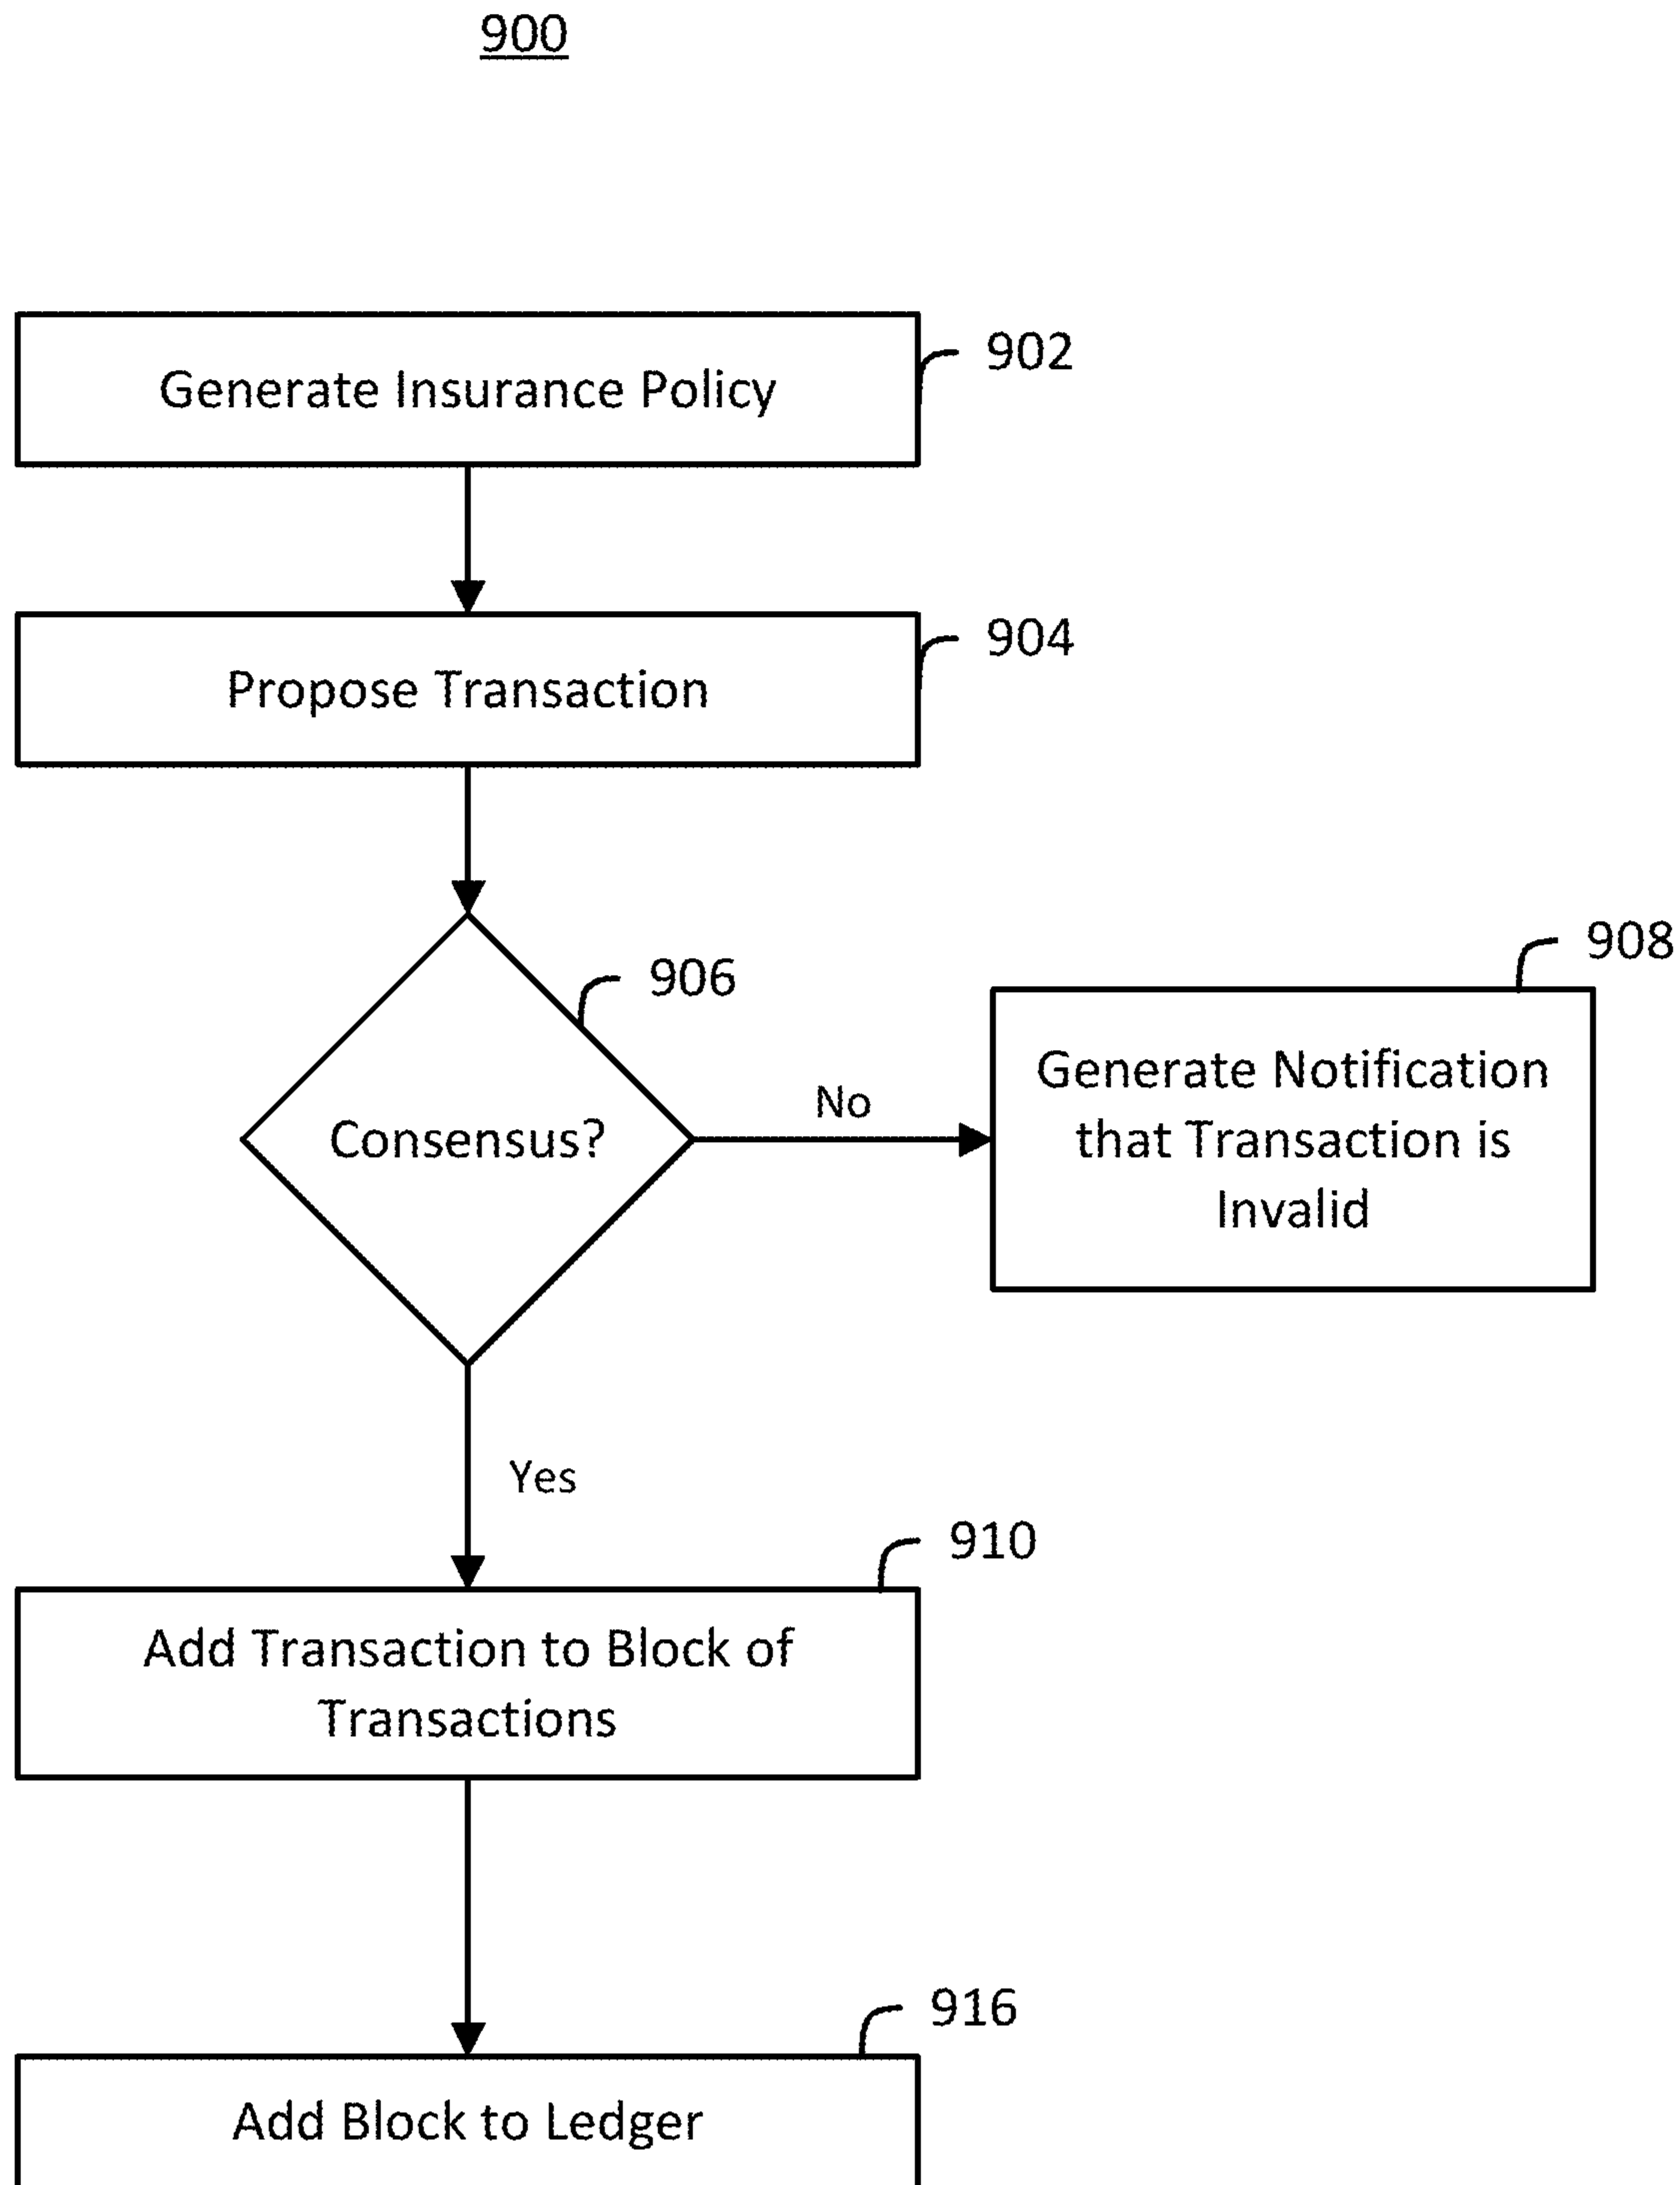 900
Generate Insurance Policy
902
Propose Transaction
904
906
Consensus?
No
908
Generate Notification
that Transaction is
Invalid
Yes
910
Add Transaction to Block of
Transactions
916
Add Block to Ledger